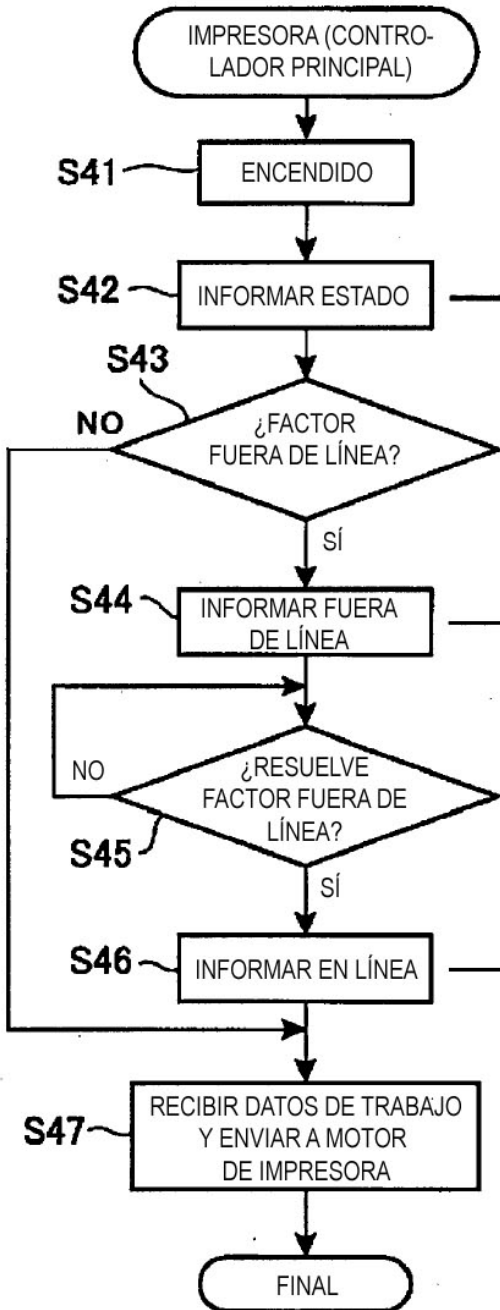 IMPRESORA (CONTRO-
LADOR PRINCIPAL)
S41
ENCENDIDO
S42
INFORMAR ESTADO
S43
NO
¿FACTOR
FUERA DE LÍNEA?
SÍ
S44
INFORMAR FUERA
DE LÍNEA
NO
¿RESUELVE
FACTOR FUERA DE
LÍNEA?
S45
SÍ
S46
INFORMAR EN LÍNEA
S47
RECIBIR DATOS DE TRABAJO
Y ENVIAR A MOTOR
DE IMPRESORA
FINAL